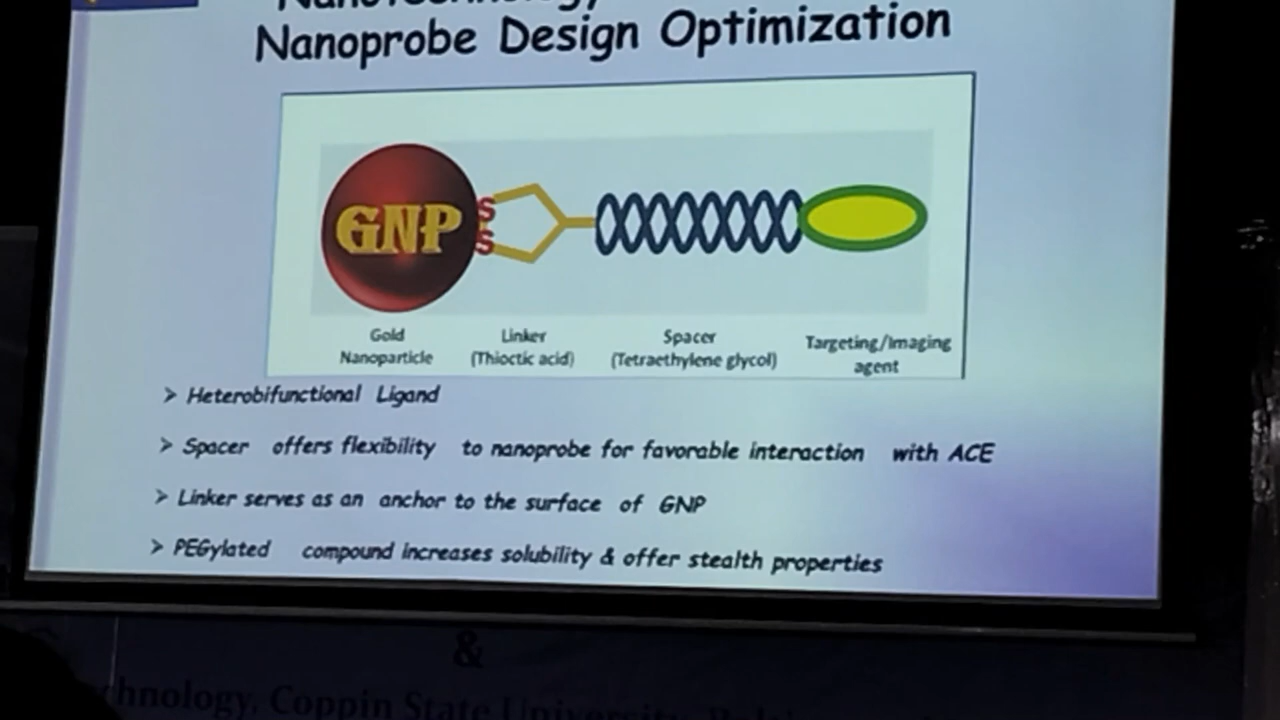 NanoTechnology
Nanoprobe Design Optimization
GNP
S
S
Gold
Nanoparticle
Linker
(Thioctic acid)
Spacer
(Tetraethylene glycol)
Targeting/Imaging
agent
➢ Heterobifunctional Ligand
➢ Spacer offers flexibility to nanoprobe for favorable interaction with ACE
➢ Linker serves as an anchor to the surface of GNP
➢ PEGylated compound increases solubility & offer stealth properties
&
chnology, Coppin State University,